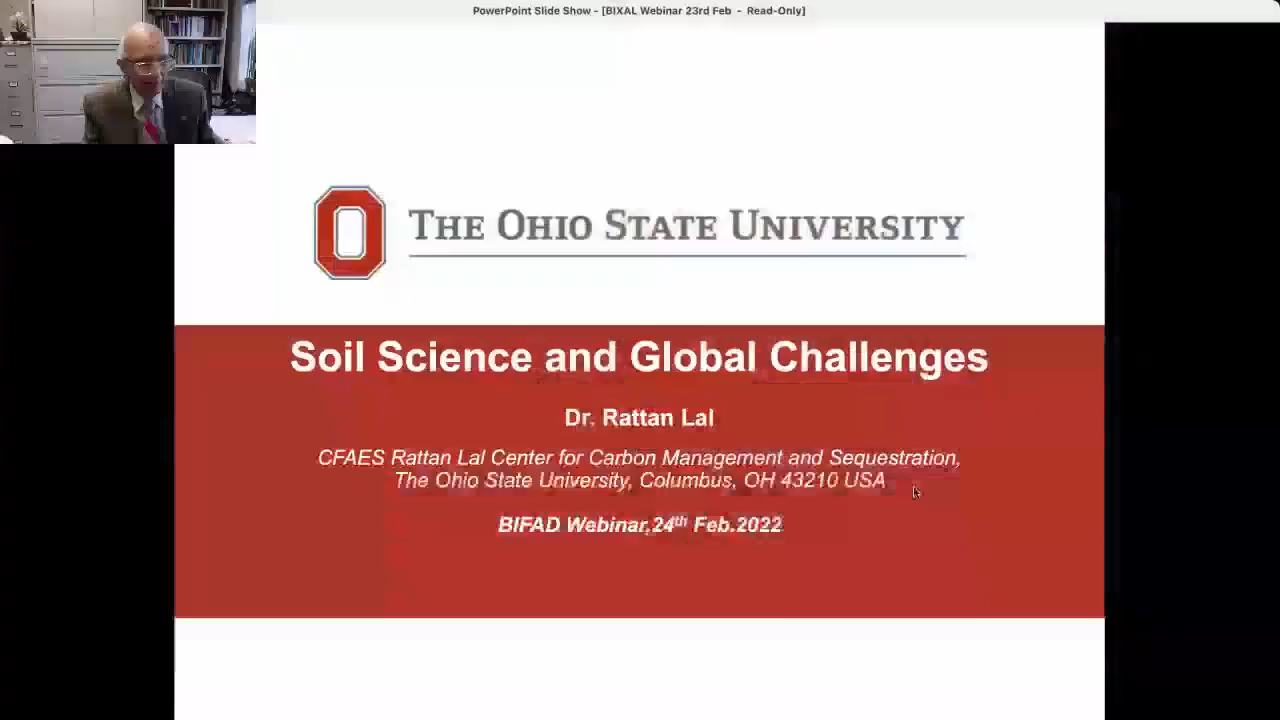 PowerPoint Slide Show - [BIXAL Webinar 23rd Feb - Read-Only]
THE OHIO STATE UNIVERSITY
Soil Science and Global Challenges
Dr. Rattan Lal
CFAES Rattan Lal Center for Carbon Management and Sequestration,
The Ohio State University, Columbus, OH 43210 USA
BIFAD Webinar,24th Feb.2022